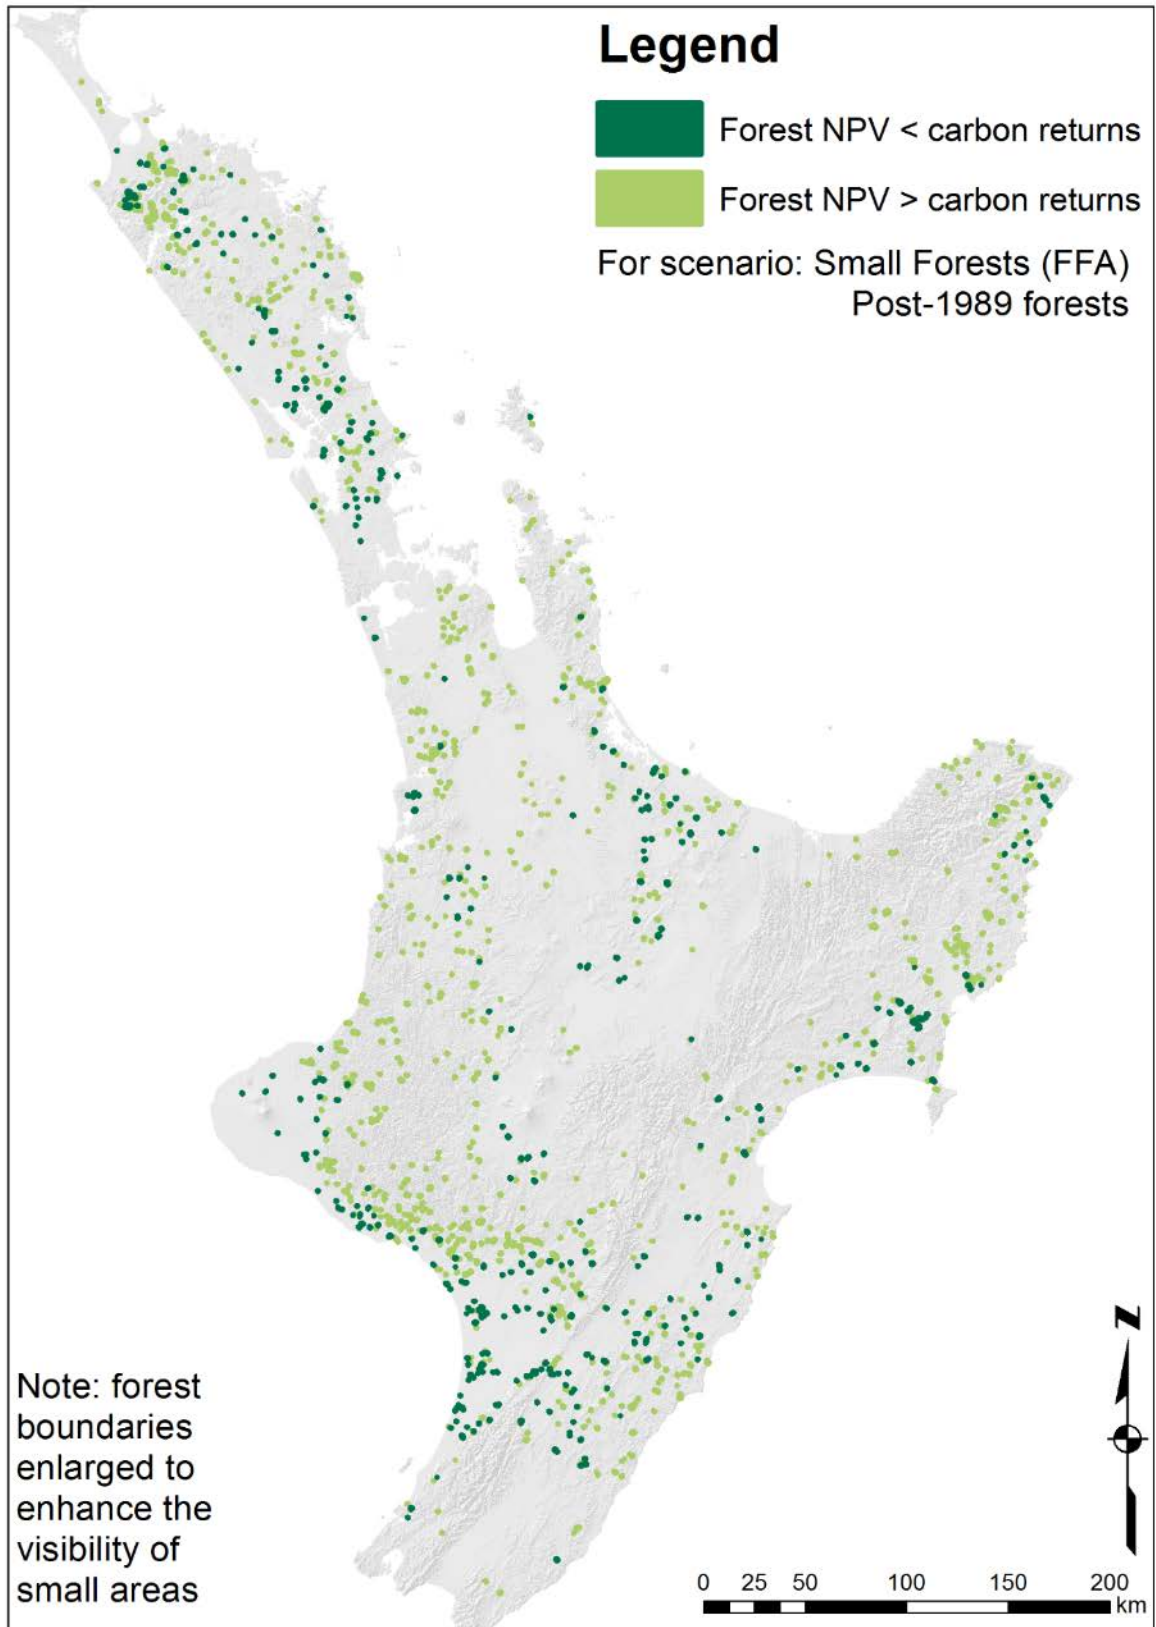 Legend
Forest NPV < carbon returns
Forest NPV > carbon returns
For scenario: Small Forests (FFA)
Post-1989 forests
Note: forest
boundaries
enlarged to
enhance the
visibility of
small areas
N
0 25 50 100 150 200
km